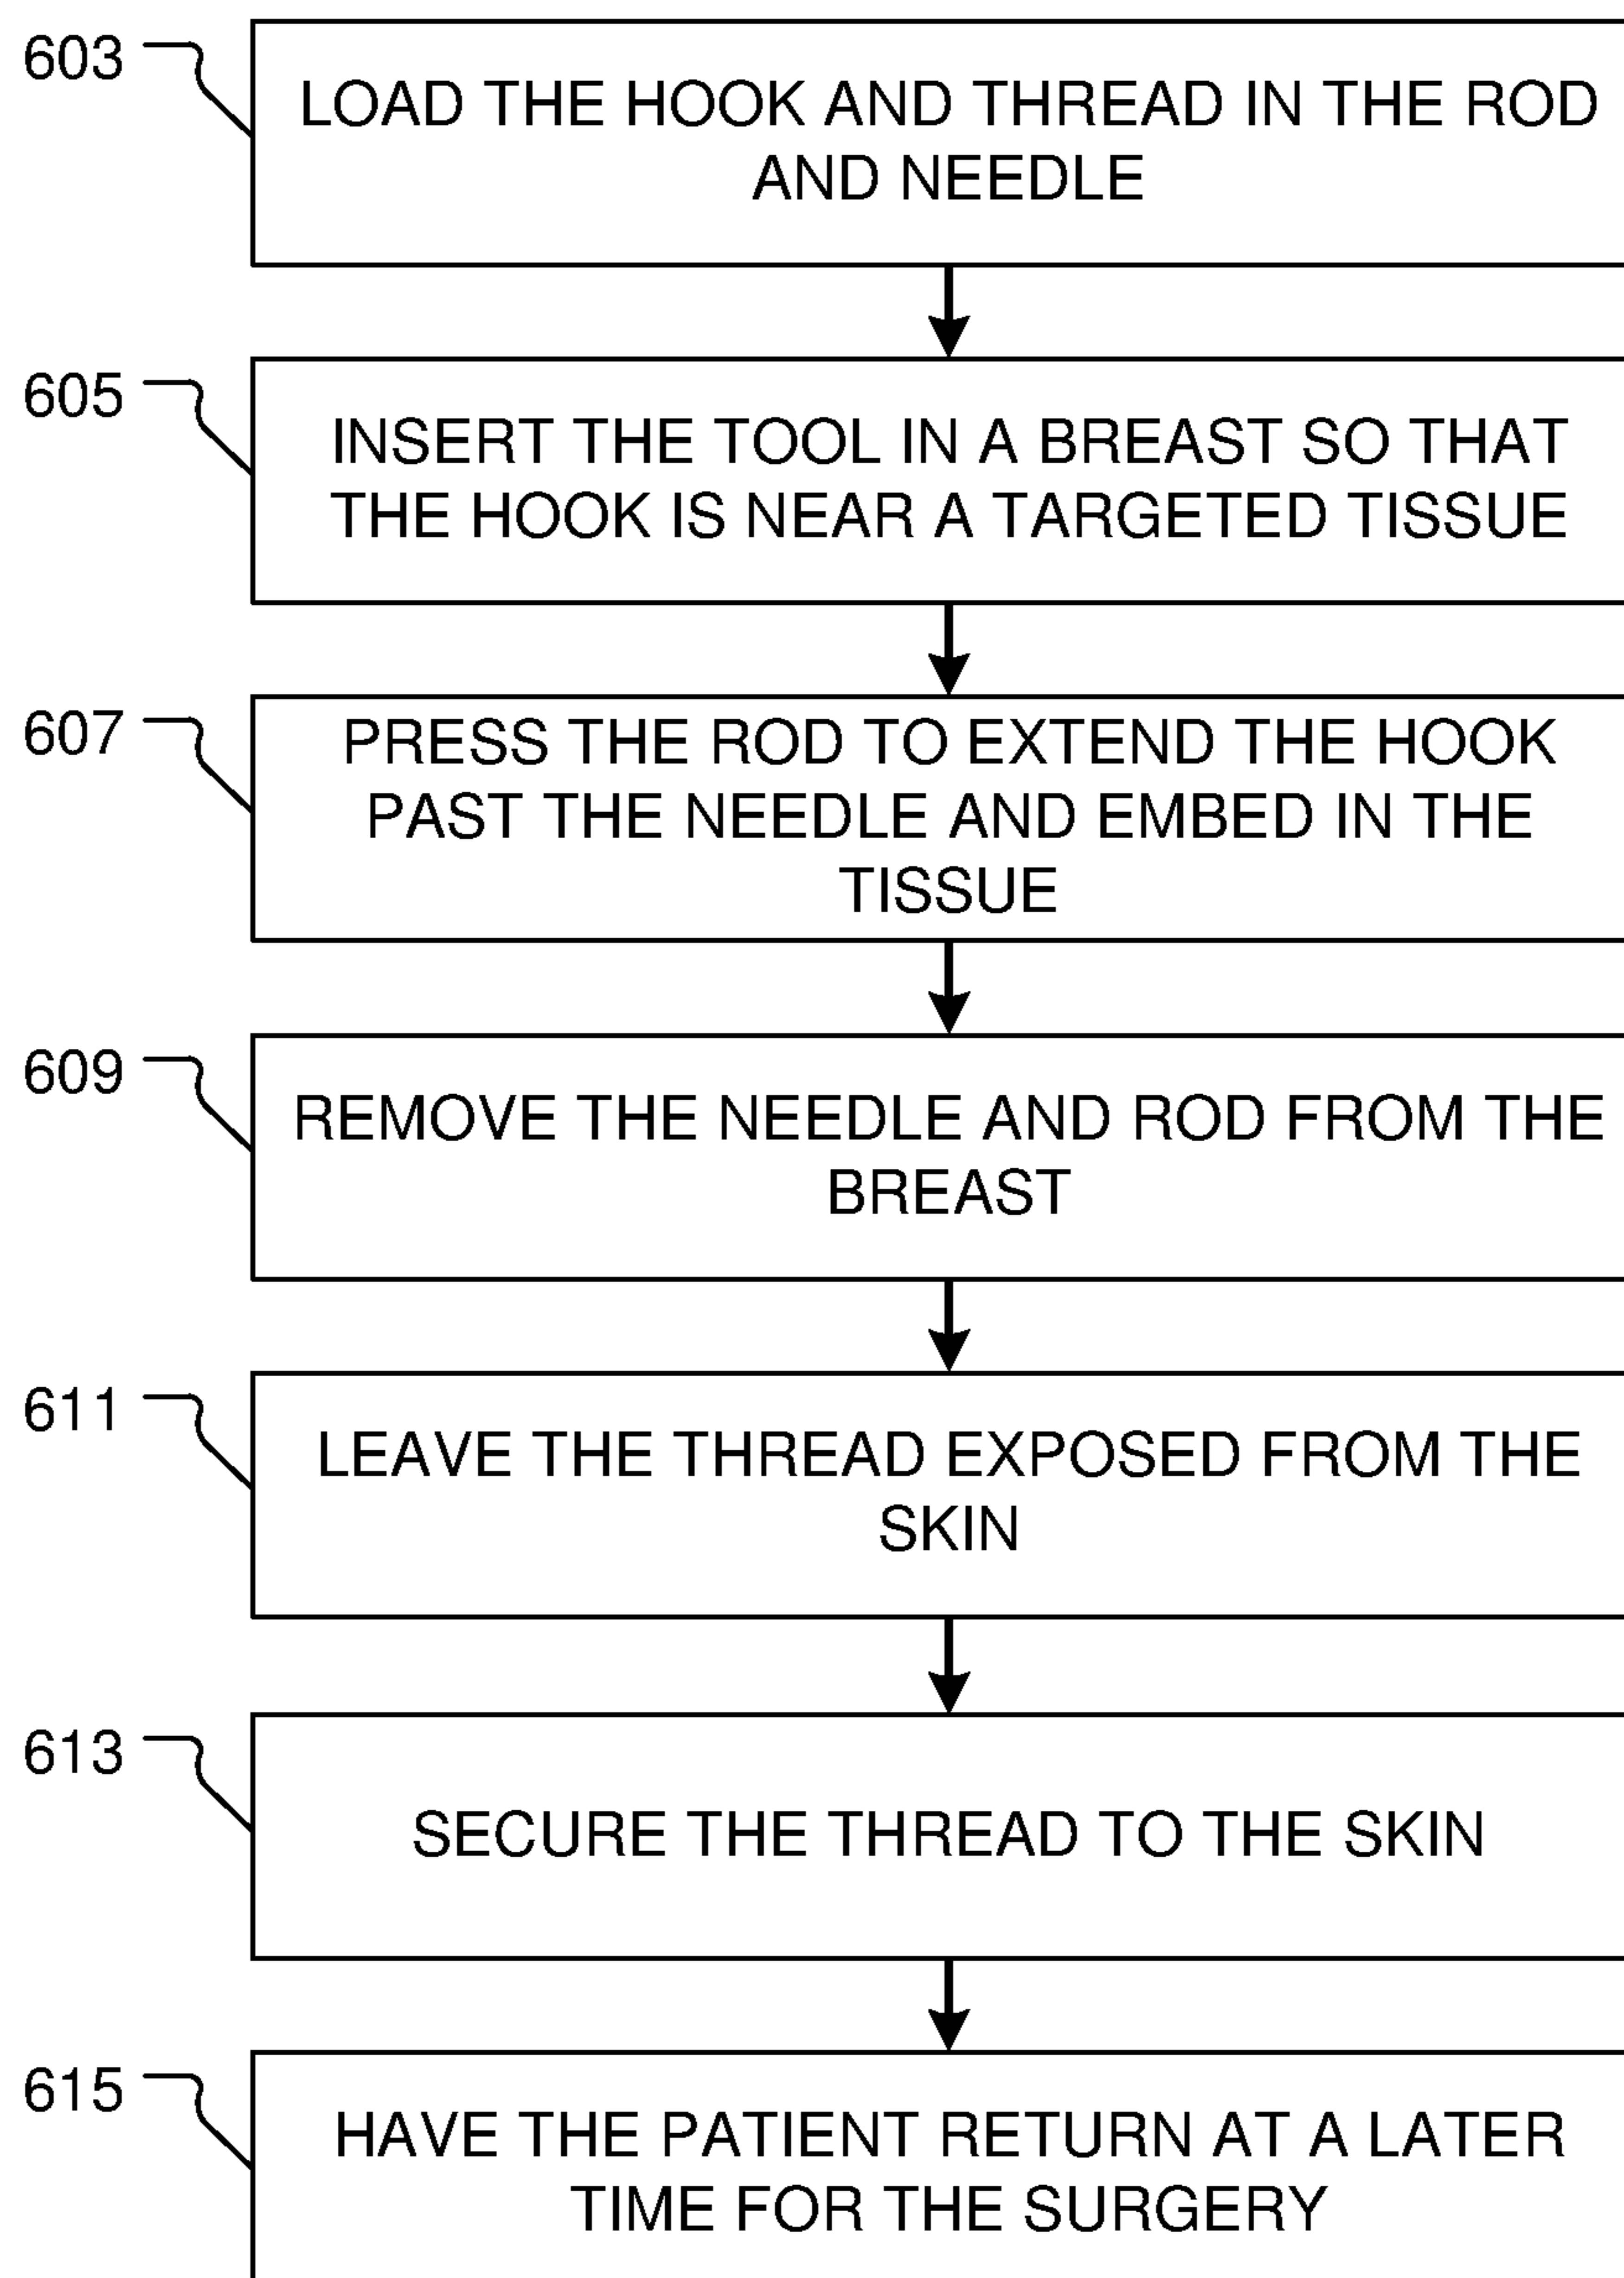 603
LOAD THE HOOK AND THREAD IN THE ROD
AND NEEDLE
605
INSERT THE TOOL IN A BREAST SO THAT
THE HOOK IS NEAR A TARGETED TISSUE
607
PRESS THE ROD TO EXTEND THE HOOK
PAST THE NEEDLE AND EMBED IN THE
TISSUE
609
REMOVE THE NEEDLE AND ROD FROM THE
BREAST
611
LEAVE THE THREAD EXPOSED FROM THE
SKIN
613
SECURE THE THREAD TO THE SKIN
615
HAVE THE PATIENT RETURN AT A LATER
TIME FOR THE SURGERY